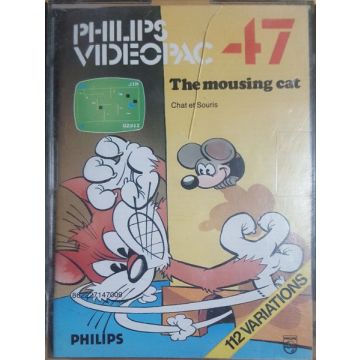 PHILIPS
VIDEOPAC 47
The mousing cat
Chat et Souris
112 VARIATIONS
PHILIPS